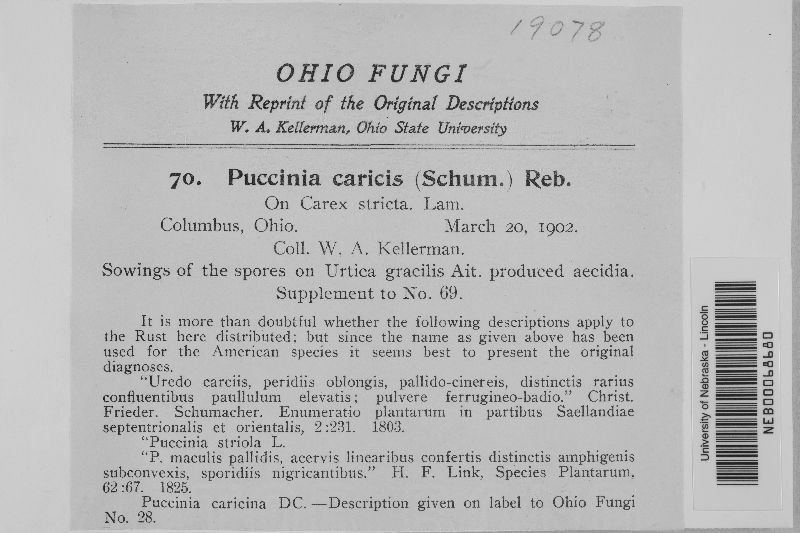 19078
OHIO FUNGI
With Reprint of the Original Descriptions
W. A. Kellerman, Ohio State University
70. Puccinia caricis (Schum.) Reb.
On Carex stricta. Lam.
Columbus, Ohio. March 20, 1902.
Coll. W. A. Kellerman.
Sowings of the spores on Urtica gracilis Ait. produced aecidia.
Supplement to No. 69.
It is more than doubtful whether the following descriptions apply to
the Rust here distributed; but since the name as given above has been
used for the American species it seems best to present the original
diagnoses.
"Uredo carciis, peridiis oblongis, pallido-cinereis, distinctis rarius
confluentibus paullulum elevatis; pulvere ferrugineo-badio." Christ.
Frieder. Schumacher. Enumeratio plantarum in partibus Saellandiae
septentrionalis et orientalis, 2:231. 1803.
"Puccinia striola L.
"P. maculis pallidis, acervis linearibus confertis distinctis amphigenis
subconvexis, sporidiis nigricantibus." H. F. Link, Species Plantarum,
62:67. 1825.
Puccinia caricina DC.—Description given on label to Ohio Fungi
No. 28.
University of Nebraska - Lincoln
NEB00068680